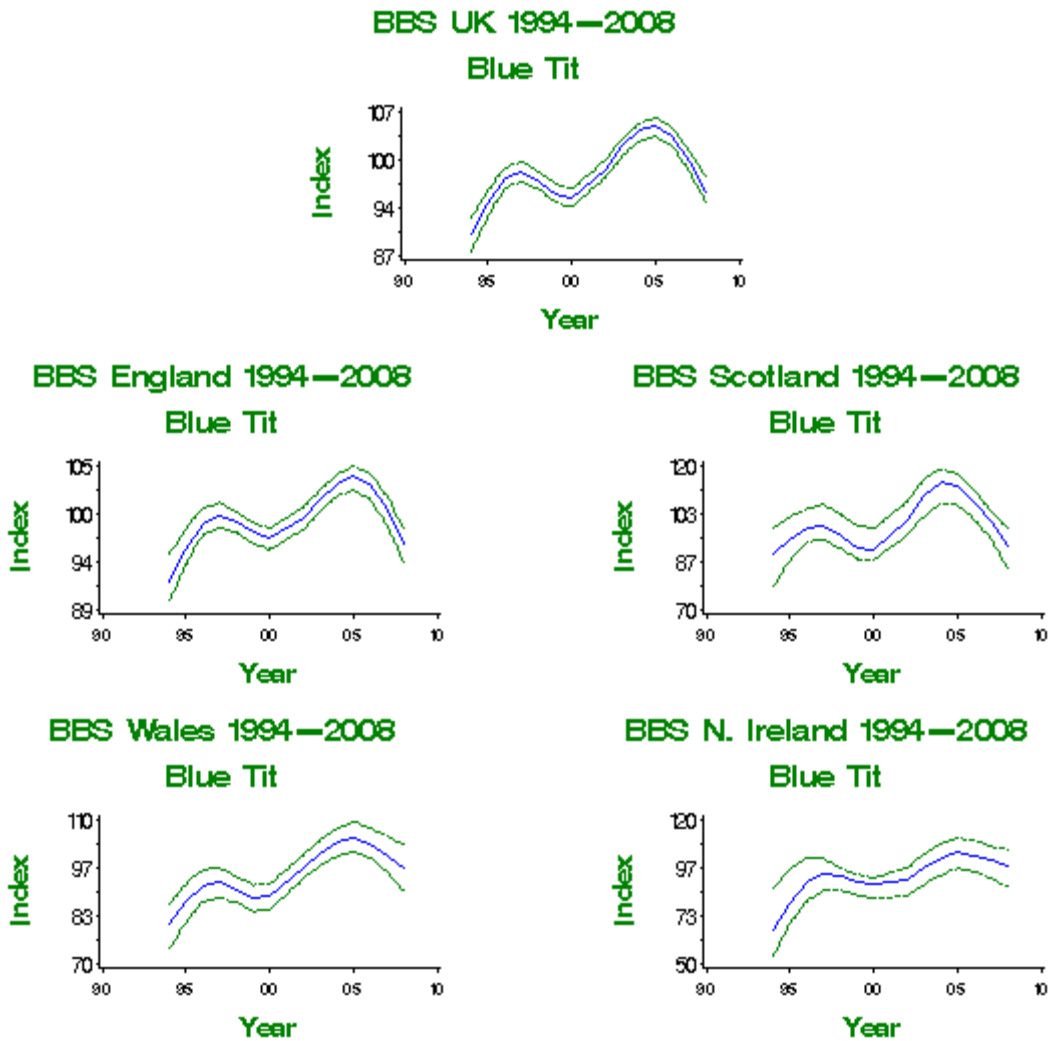 BBS UK 1994—2008
Blue Tit
107
100
94
87
Index
90 95 00 05 10
Year
BBS England 1994—2008
Blue Tit
105
100
94
89
Index
90 95 00 05 10
Year
BBS Scotland 1994—2008
Blue Tit
120
103
87
70
Index
90 95 00 05 10
Year
BBS Wales 1994—2008
Blue Tit
110
97
83
70
Index
90 95 00 05 10
Year
BBS N. Ireland 1994—2008
Blue Tit
120
97
73
50
Index
90 95 00 05 10
Year